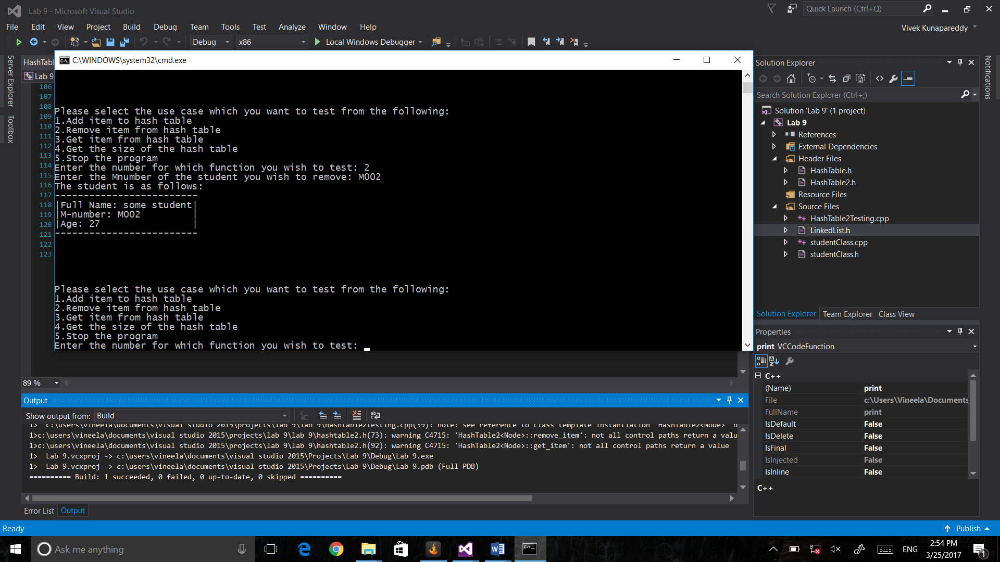 Lab 9 - Microsoft Visual Studio
Quick Launch (Ctrl+Q)
File Edit View Project Build Debug Team Tools Test Analyze Window Help
Vivek Kunapareddy
Debug x86 Local Windows Debugger
Server Explorer
Toolbox
Notifications
HashTabl
Lab 9
C:\WINDOWS\system32\cmd.exe
106
107
108
109
110
111
112
113
114
115
116
117
118
119
120
121
122
123
Please select the use case which you want to test from the following:
1.Add item to hash table
2.Remove item from hash table
3.Get item from hash table
4.Get the size of the hash table
5.Stop the program
Enter the number for which function you wish to test: 2
Enter the Mnumber of the student you wish to remove: M002
The student is as follows:
-------------------------
|Full Name: some student|
|M-number: M002         |
|Age: 27                |
-------------------------
Please select the use case which you want to test from the following:
1.Add item to hash table
2.Remove item from hash table
3.Get item from hash table
4.Get the size of the hash table
5.Stop the program
Enter the number for which function you wish to test:
89 %
Output
Show output from: Build
1>  c:\users\vineela\documents\visual studio 2015\projects\lab 9\lab 9\hashtable2testing.cpp(59): note: see reference to class template instantiation 'HashTable2<Node>' b
1>c:\users\vineela\documents\visual studio 2015\projects\lab 9\lab 9\hashtable2.h(73): warning C4715: 'HashTable2<Node>::remove_item': not all control paths return a valu
1>c:\users\vineela\documents\visual studio 2015\projects\lab 9\lab 9\hashtable2.h(92): warning C4715: 'HashTable2<Node>::get_item': not all control paths return a value
1>  Lab 9.vcxproj -> c:\users\vineela\documents\visual studio 2015\Projects\Lab 9\Debug\Lab 9.exe
1>  Lab 9.vcxproj -> c:\users\vineela\documents\visual studio 2015\Projects\Lab 9\Debug\Lab 9.pdb (Full PDB)
========== Build: 1 succeeded, 0 failed, 0 up-to-date, 0 skipped ==========
Error List Output
Solution Explorer
Search Solution Explorer (Ctrl+;)
Solution 'Lab 9' (1 project)
Lab 9
References
External Dependencies
Header Files
HashTable.h
HashTable2.h
Resource Files
Source Files
HashTable2Testing.cpp
LinkedList.h
studentClass.cpp
studentClass.h
Solution Explorer Team Explorer Class View
Properties
print VCCodeFunction
C++
(Name) print
File c:\Users\Vineela\Documents
FullName print
IsDefault False
IsDelete False
IsFinal False
IsInjected False
IsInline False
C++
Ready
Publish
Ask me anything
ENG
2:54 PM
3/25/2017
1